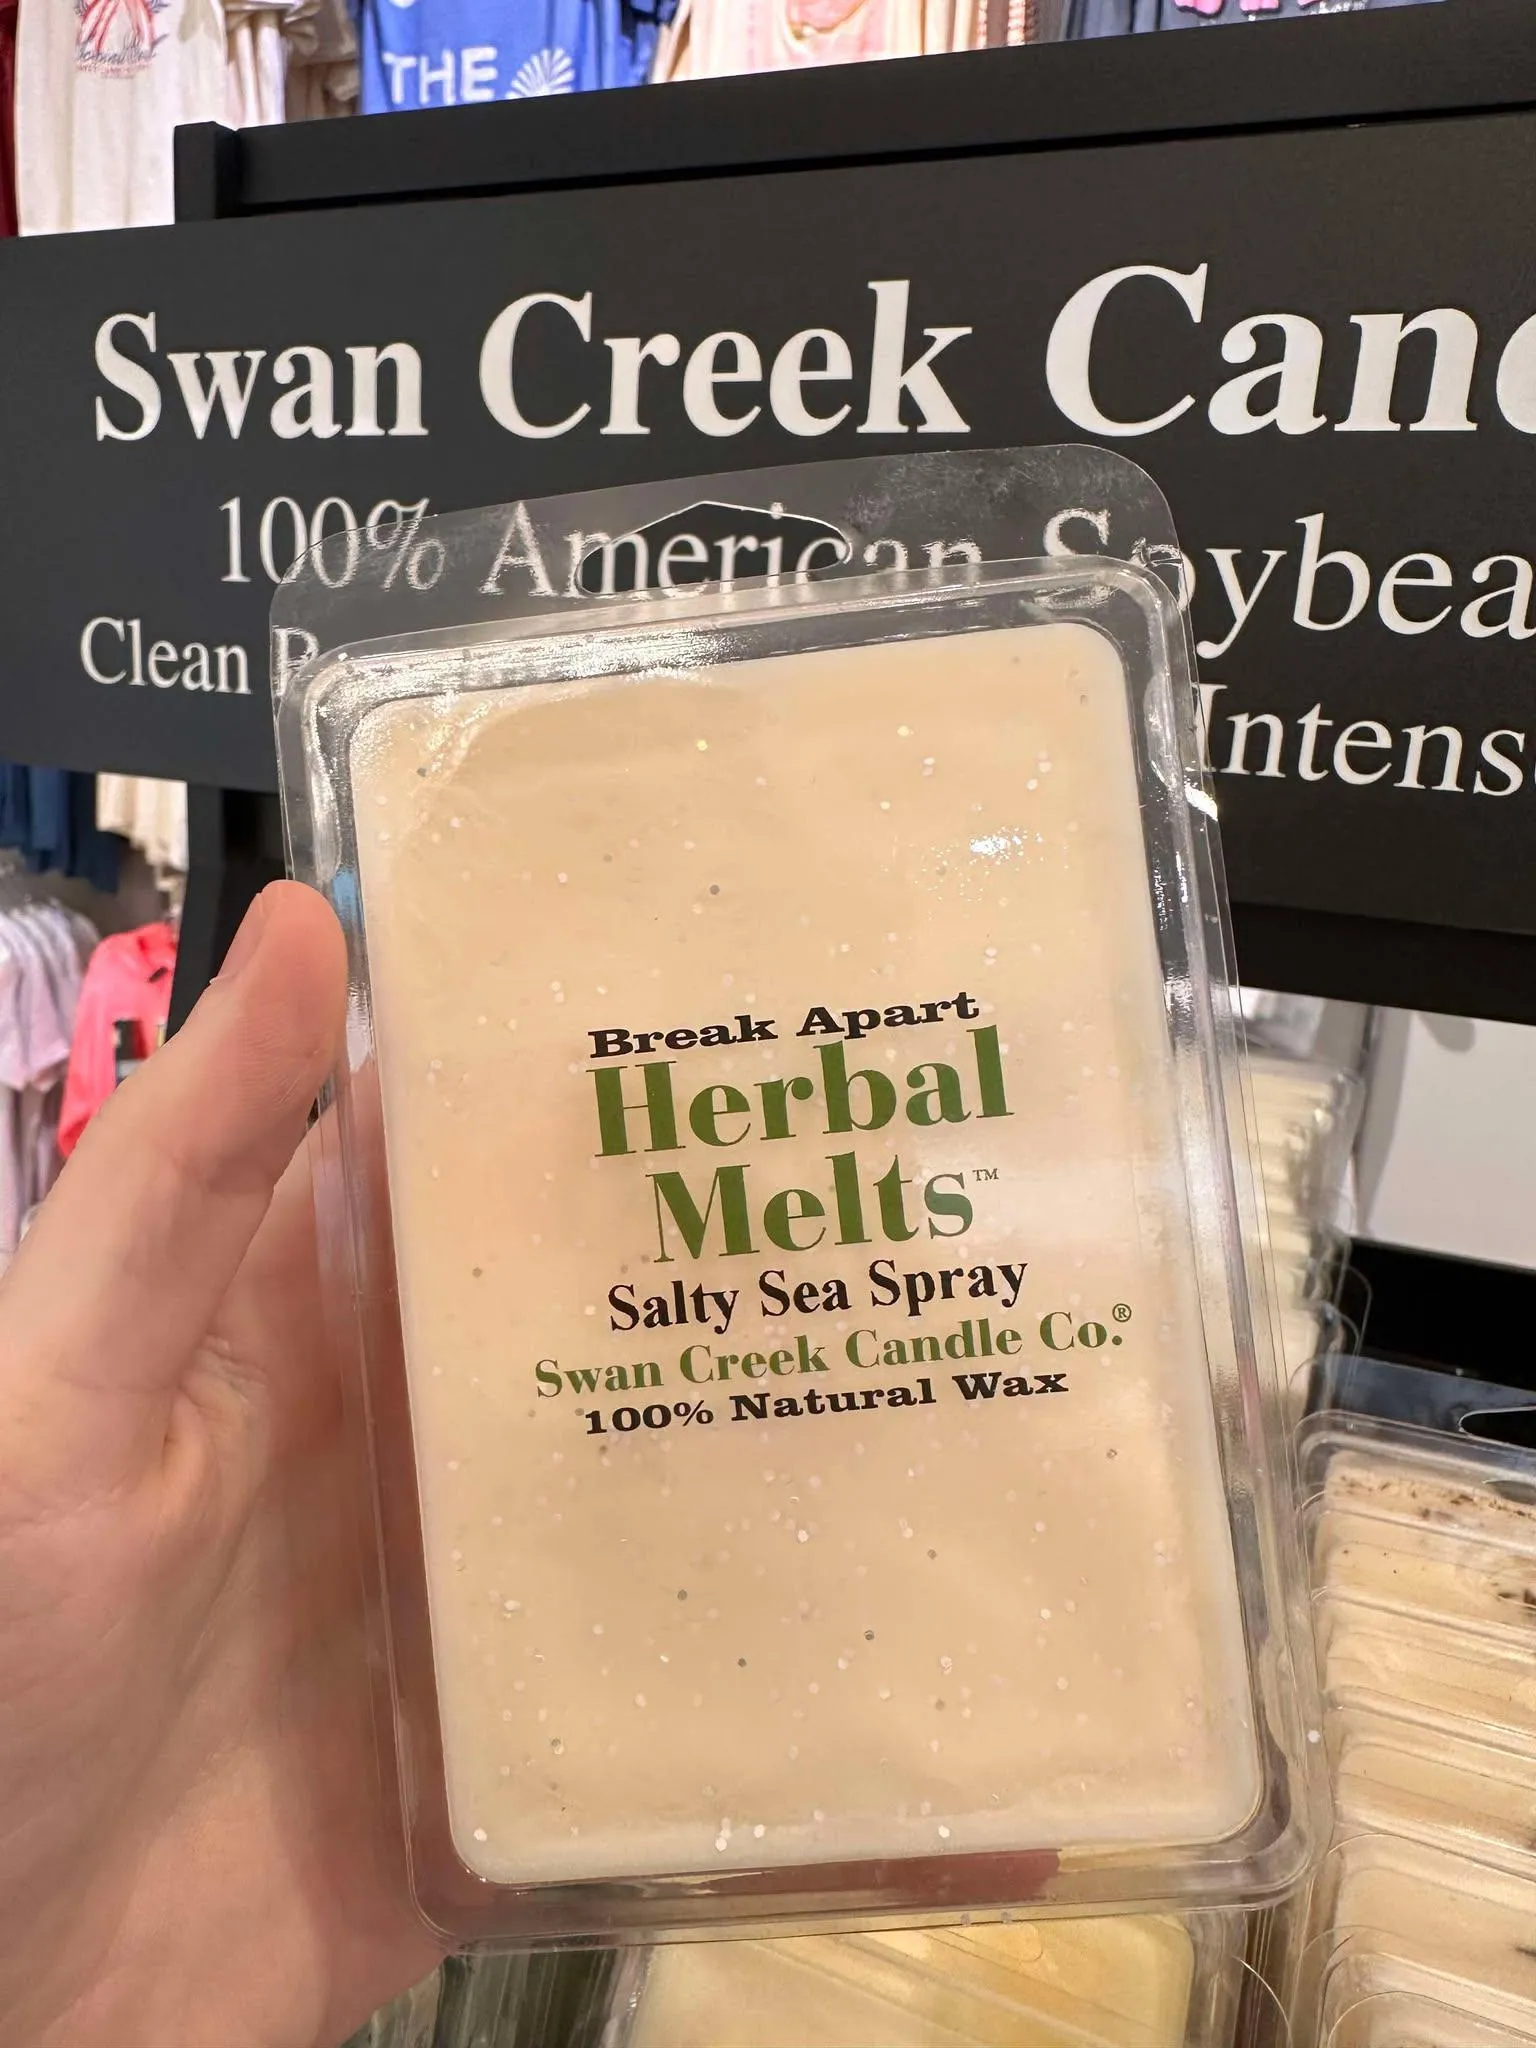 THE
Swan Creek Can
100% American Soybea
Clean
Intens
Break Apart
Herbal
Melts™
Salty Sea Spray
Swan Creek Candle Co.®
100% Natural Wax